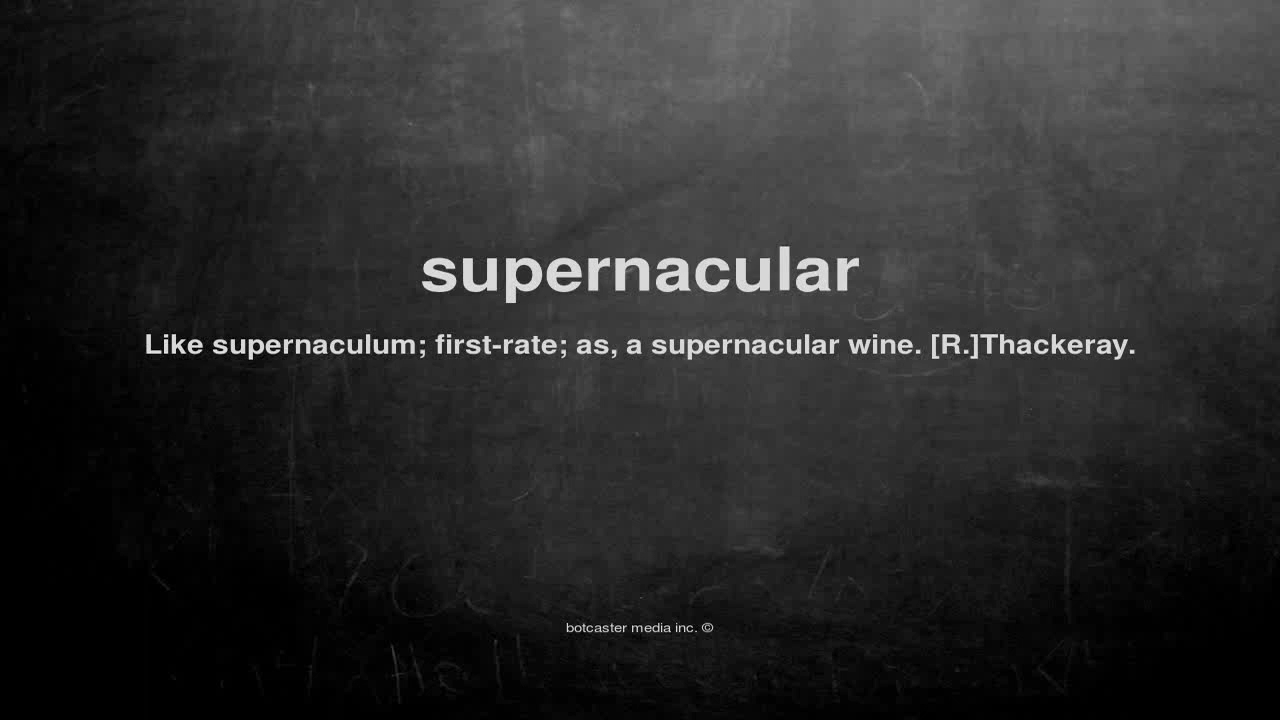 supernacular
Like supernaculum; first-rate; as, a supernacular wine. [R.]Thackeray.
botcaster media inc. ©